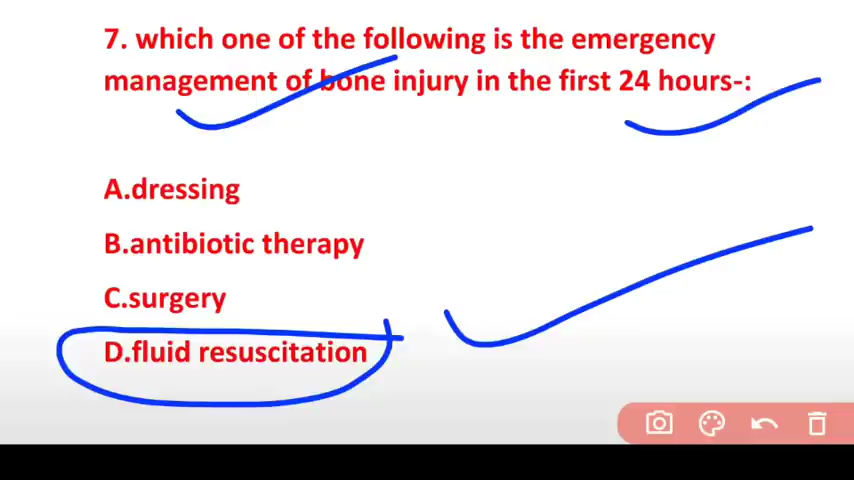 7. which one of the following is the emergency
management of bone injury in the first 24 hours-:
A.dressing
B.antibiotic therapy
C.surgery
D.fluid resuscitation